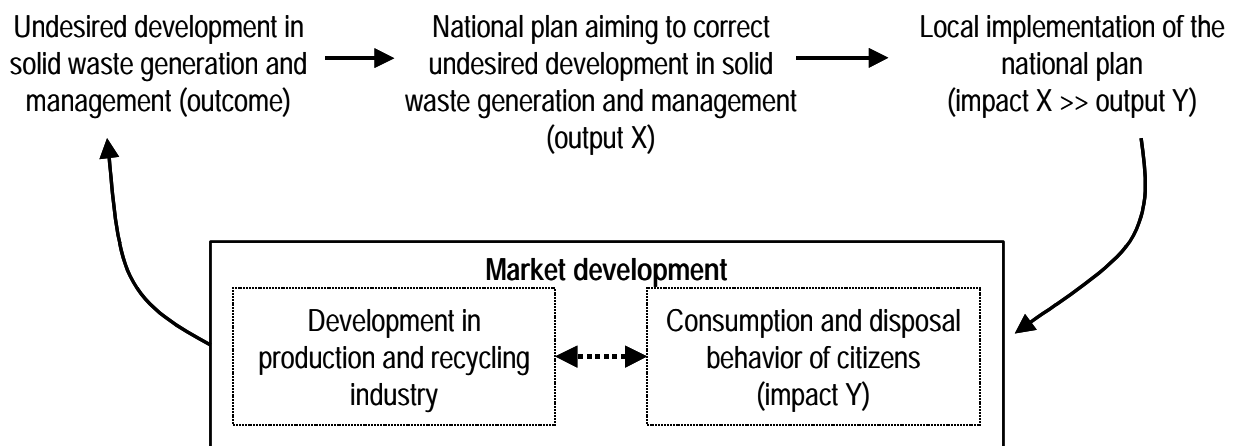 Undesired development in
solid waste generation and
management (outcome)
National plan aiming to correct
undesired development in solid
waste generation and management
(output X)
Local implementation of the
national plan
(impact X >> output Y)
Market development
Development in
production and recycling
industry
Consumption and disposal
behavior of citizens
(impact Y)